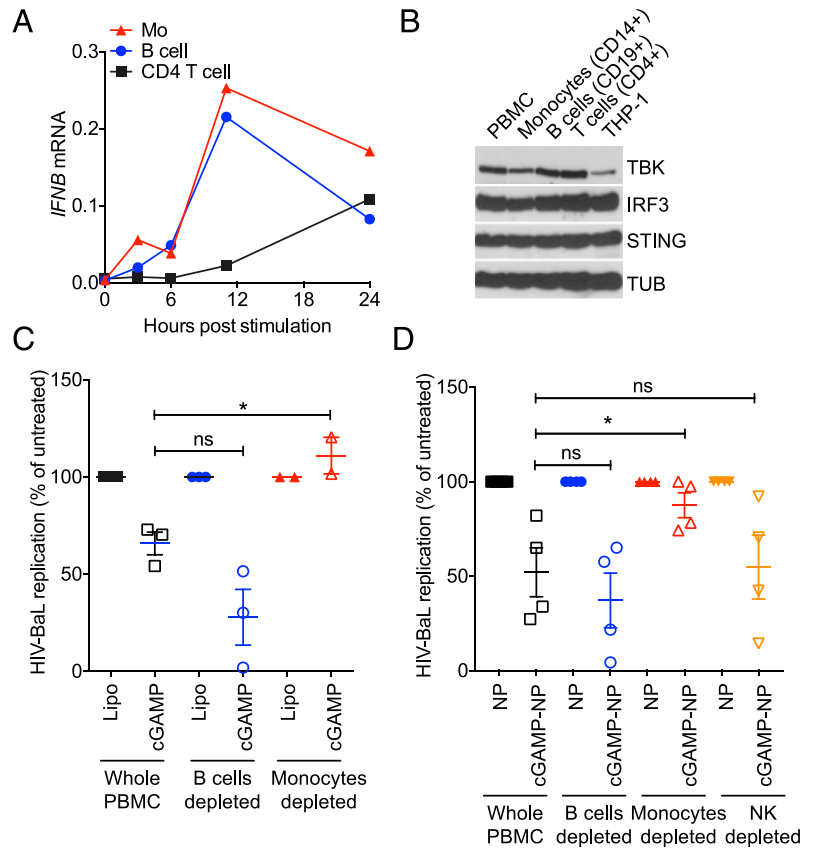 A
Mo
B cell
CD4 T cell
IFNB mRNA
0.3
0.2
0.1
0.0
0 6 12 18 24
Hours post stimulation
B
PBMC
Monocytes (CD14+)
B cells (CD19+)
T cells (CD4+)
THP-1
TBK
IRF3
STING
TUB
C
HIV-BaL replication (% of untreated)
150
100
50
0
*
ns
Lipo
cGAMP
Lipo
cGAMP
Lipo
cGAMP
Whole
PBMC
B cells
depleted
Monocytes
depleted
D
HIV-BaL replication (% of untreated)
150
100
50
0
ns
*
ns
NP
cGAMP-NP
NP
cGAMP-NP
NP
cGAMP-NP
NP
cGAMP-NP
Whole
PBMC
B cells
depleted
Monocytes
depleted
NK
depleted